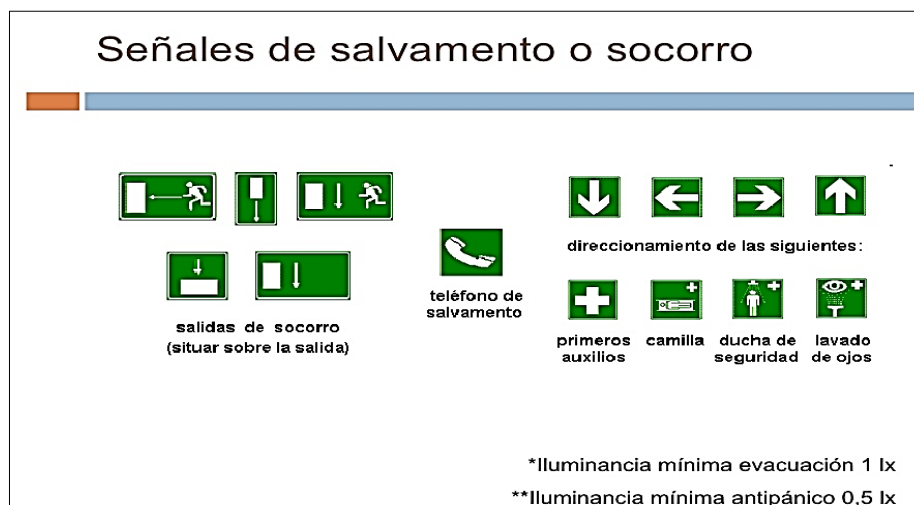 Señales de salvamento o socorro
direccionamiento de las siguientes:
teléfono de
salvamento
salidas de socorro
(situar sobre la salida)
primeros
auxilios
camilla
ducha de
seguridad
lavado
de ojos
*Iluminancia mínima evacuación 1 lx
**Iluminancia mínima antipánico 0,5 lx